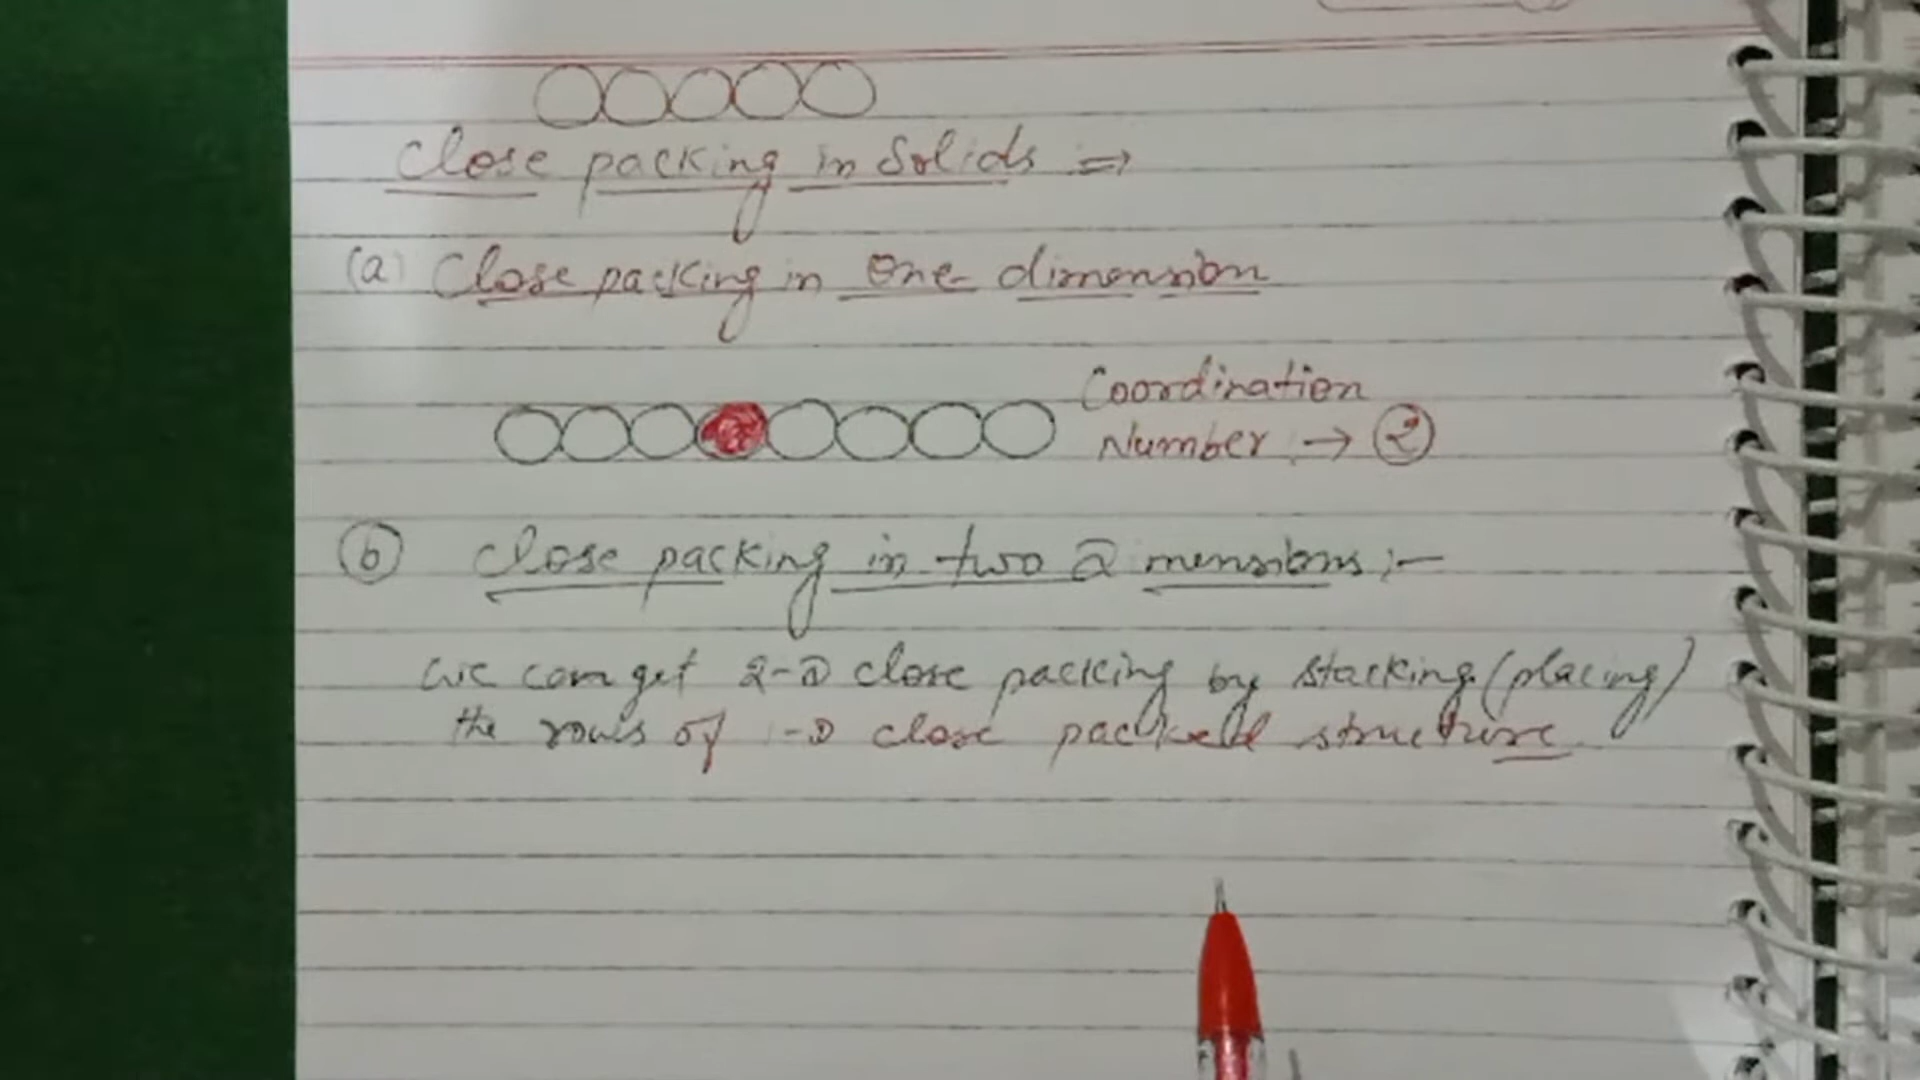 Close packing in Solids ⇒
(a) Close packing in One dimension
Coordination
Number → 2
(b) Close packing in two D mensions :-
We can get 2-D close packing by stacking (placing)
the rows of 1-D close packed structure